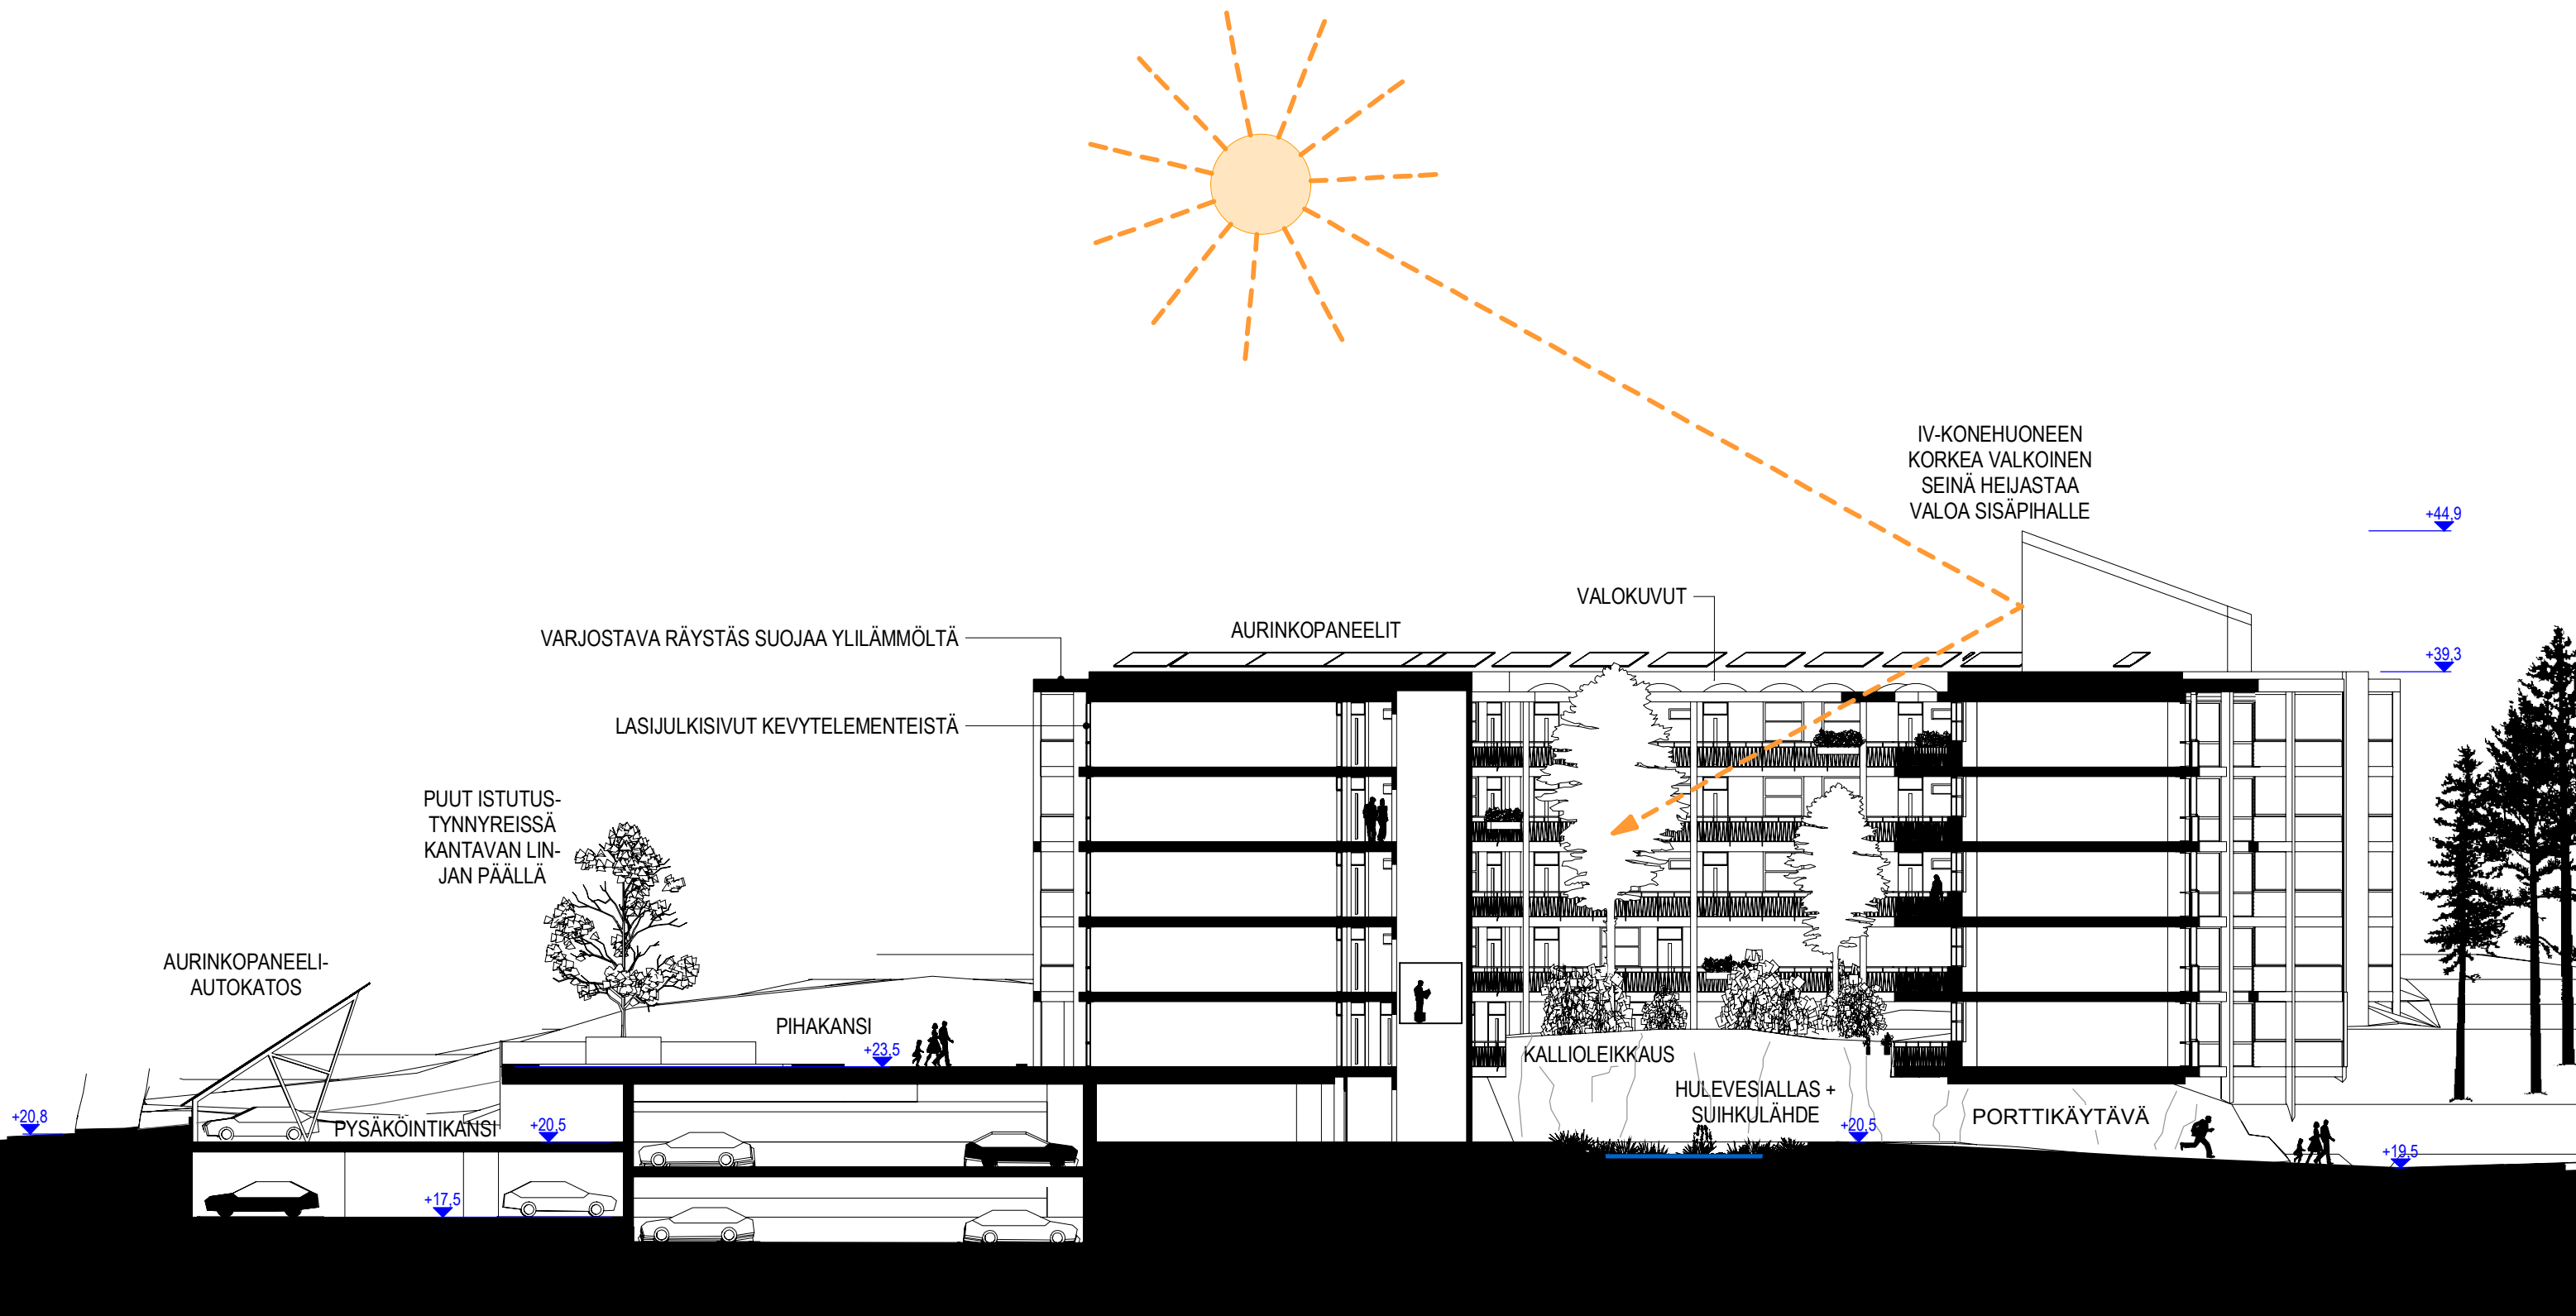 IV-KONEHUONEEN
KORKEA VALKOINEN
SEINÄ HEIJASTAA
VALOA SISÄPIHALLE
+44,9
VALOKUVUT
AURINKOPANEELIT
VARJOSTAVA RÄYSTÄS SUOJAA YLILÄMMÖLTÄ
+39,3
LASIJULKISIVUT KEVYTELEMENTEISTÄ
PUUT ISTUTUS-
TYNNYREISSÄ
KANTAVAN LIN-
JAN PÄÄLLÄ
AURINKOPANEELI-
AUTOKATOS
PIHAKANSI
+23,5
KALLIOLEIKKAUS
HULEVESIALLAS +
SUIHKULÄHDE
PORTTIKÄYTÄVÄ
+20,8
PYSÄKÖINTIKANSI
+20,5
+20,5
+19,5
+17,5